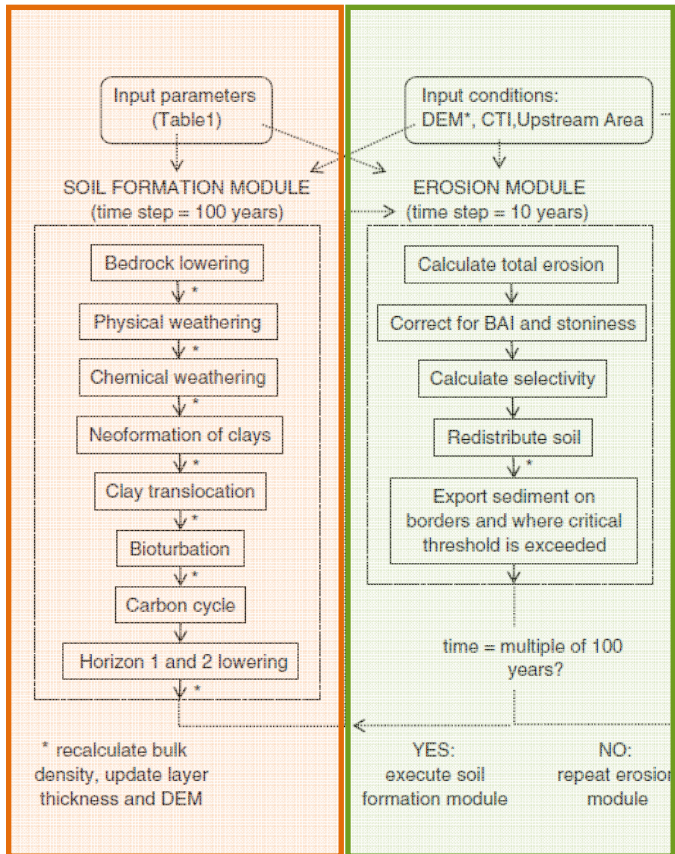 Input parameters
(Table1)
SOIL FORMATION MODULE
(time step = 100 years)
Bedrock lowering
*
Physical weathering
*
Chemical weathering
*
Neoformation of clays
*
Clay translocation
*
Bioturbation
*
Carbon cycle
Horizon 1 and 2 lowering
*
* recalculate bulk
density, update layer
thickness and DEM
Input conditions:
DEM*, CTI,Upstream Area
EROSION MODULE
(time step = 10 years)
Calculate total erosion
Correct for BAI and stoniness
Calculate selectivity
Redistribute soil
*
Export sediment on
borders and where critical
threshold is exceeded
time = multiple of 100
years?
YES:
execute soil
formation module
NO:
repeat erosion
module